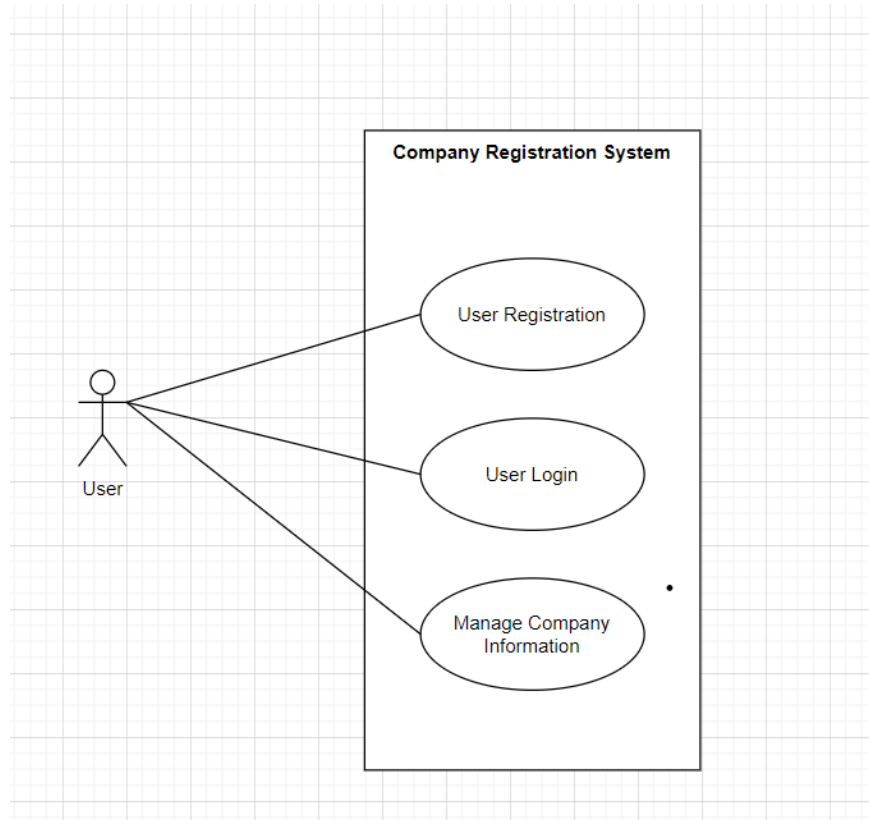 Company Registration System
User Registration
User Login
User
Manage Company
Information